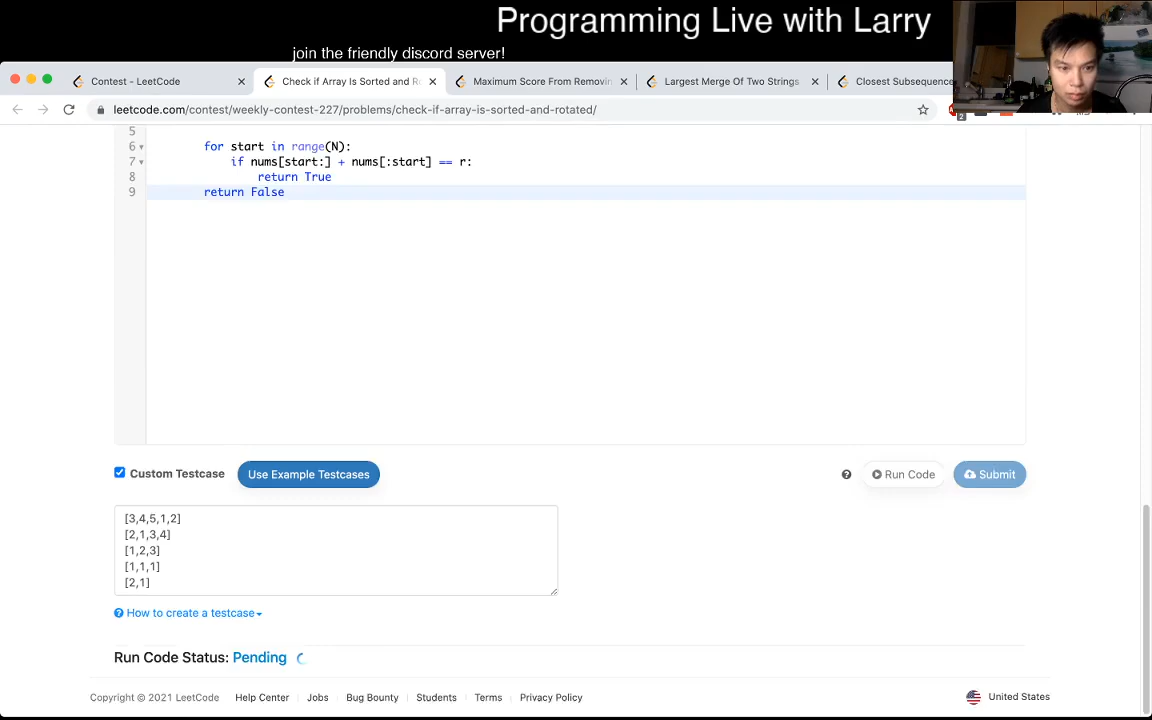 Programming Live with Larry
join the friendly discord server!
Contest - LeetCode
Check if Array Is Sorted and Ro
Maximum Score From Removin
Largest Merge Of Two Strings
Closest Subsequenc
leetcode.com/contest/weekly-contest-227/problems/check-if-array-is-sorted-and-rotated/
2
5
6 for start in range(N):
7 if nums[start:] + nums[:start] == r:
8 return True
9 return False
Custom Testcase
Use Example Testcases
Run Code
Submit
[3,4,5,1,2]
[2,1,3,4]
[1,2,3]
[1,1,1]
[2,1]
How to create a testcase
Run Code Status: Pending
Copyright © 2021 LeetCode Help Center Jobs Bug Bounty Students Terms Privacy Policy United States